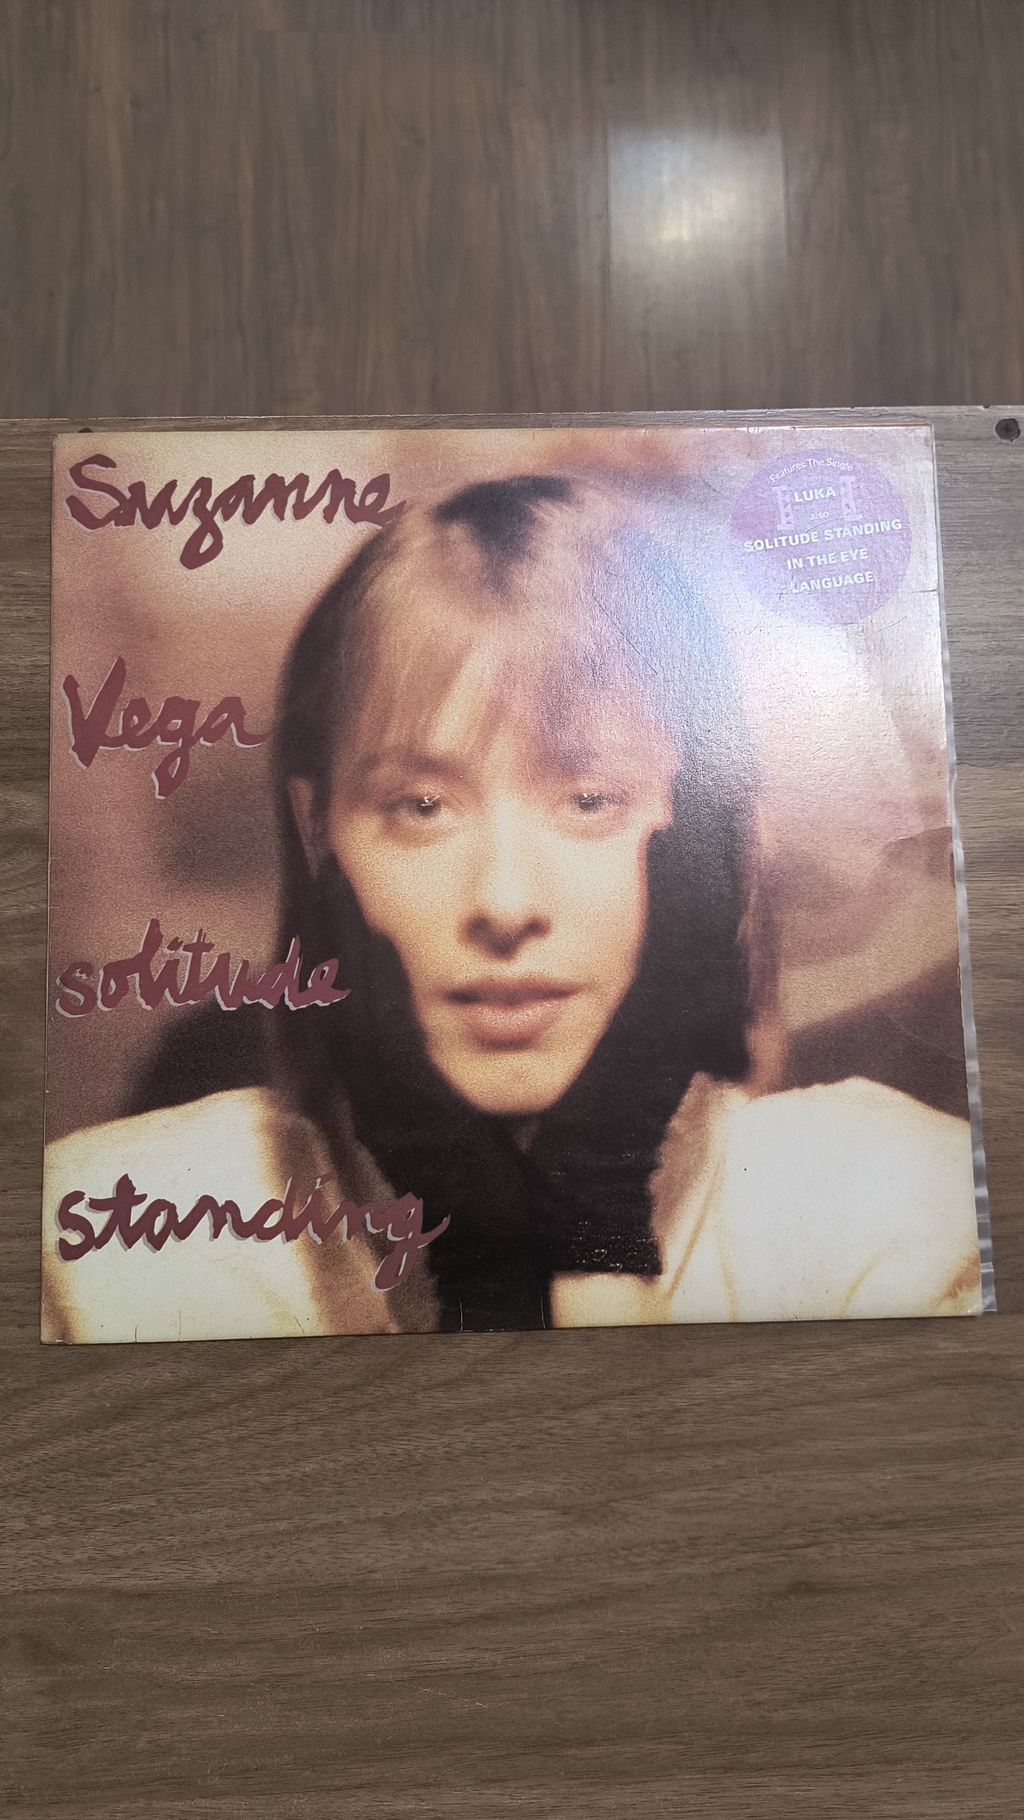 Suzanne
Vega
solitude
standing
Features The Single
LUKA
also
SOLITUDE STANDING
IN THE EYE
LANGUAGE